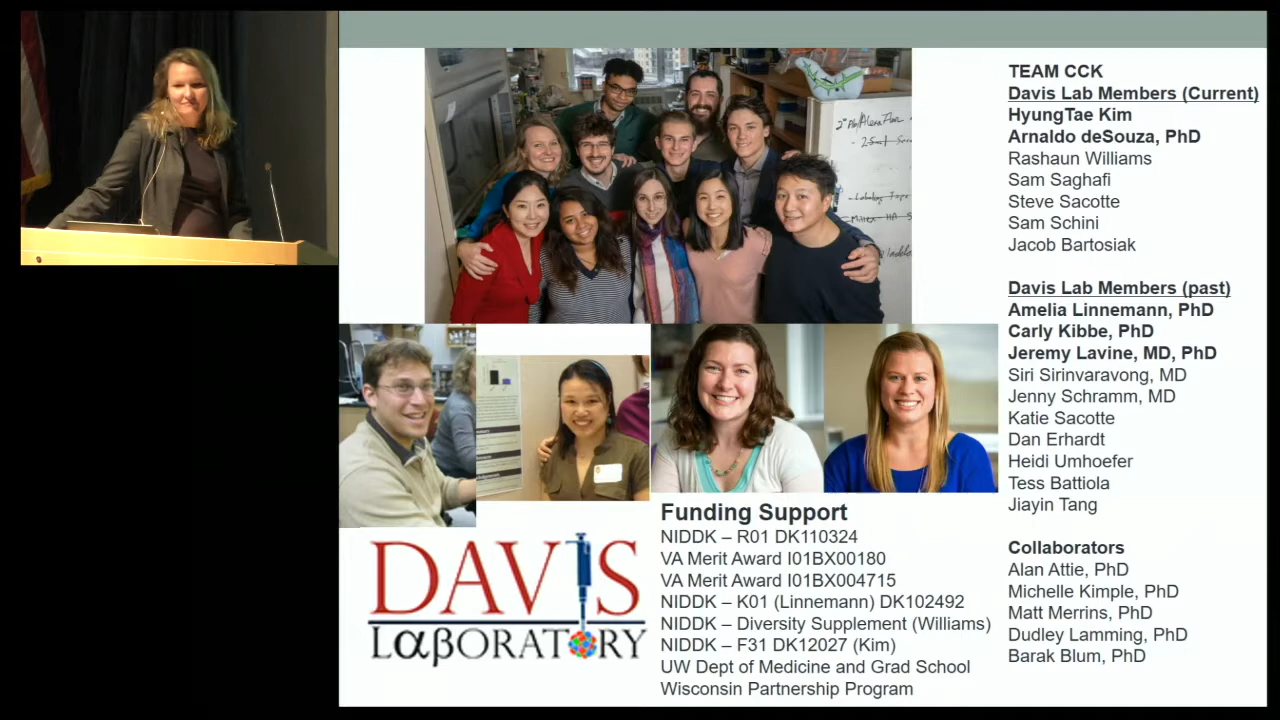 TEAM CCK
Davis Lab Members (Current)
HyungTae Kim
Arnaldo deSouza, PhD
Rashaun Williams
Sam Saghafi
Steve Sacotte
Sam Schini
Jacob Bartosiak
Davis Lab Members (past)
Amelia Linnemann, PhD
Carly Kibbe, PhD
Jeremy Lavine, MD, PhD
Siri Sirinvaravong, MD
Jenny Schramm, MD
Katie Sacotte
Dan Erhardt
Heidi Umhoefer
Tess Battiola
Jiayin Tang
Collaborators
Alan Attie, PhD
Michelle Kimple, PhD
Matt Merrins, PhD
Dudley Lamming, PhD
Barak Blum, PhD
Funding Support
NIDDK – R01 DK110324
VA Merit Award I01BX00180
VA Merit Award I01BX004715
NIDDK – K01 (Linnemann) DK102492
NIDDK – Diversity Supplement (Williams)
NIDDK – F31 DK12027 (Kim)
UW Dept of Medicine and Grad School
Wisconsin Partnership Program
DAVIS
LαβORATORY